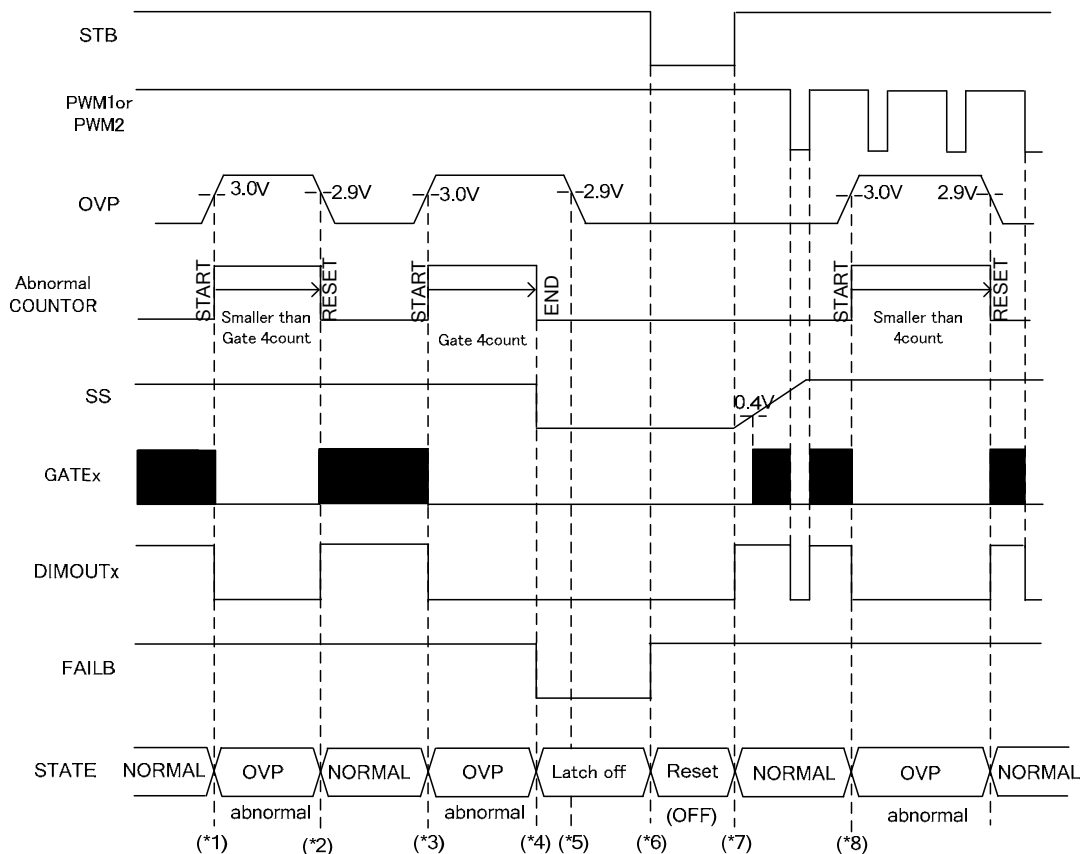 STB
PWM1or
PWM2
OVP
3.0V
2.9V
3.0V
2.9V
3.0V
2.9V
Abnormal
COUNTOR
START
RESET
START
END
START
RESET
Smaller than
Gate 4count
Gate 4count
Smaller than
4count
SS
0.4V
GATEx
DIMOUTx
FAILB
STATE
NORMAL
OVP
NORMAL
OVP
Latch off
Reset
NORMAL
OVP
NORMAL
abnormal
abnormal
(OFF)
abnormal
(*1)
(*2)
(*3)
(*4)
(*5)
(*6)
(*7)
(*8)